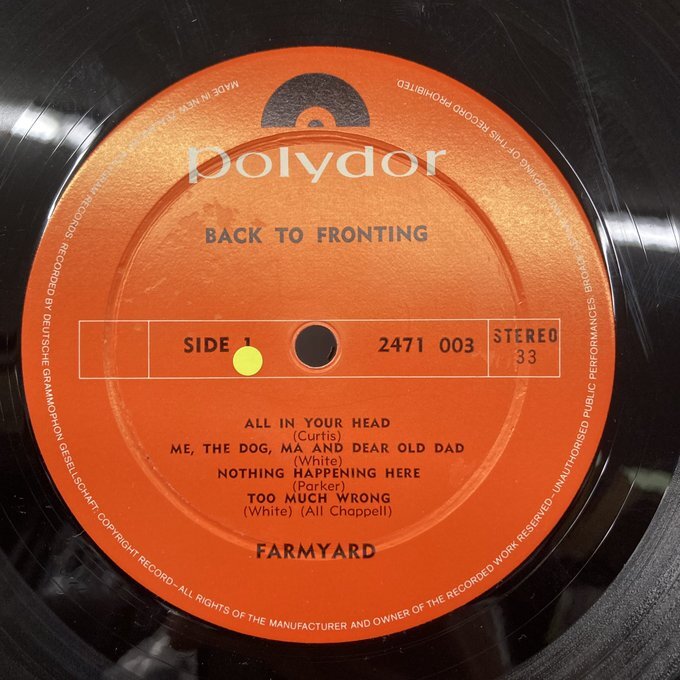 polydor
BACK TO FRONTING
SIDE 1
2471 003
STEREO
33
ALL IN YOUR HEAD
(Curtis)
ME, THE DOG, MA AND DEAR OLD DAD
(White)
NOTHING HAPPENING HERE
(Parker)
TOO MUCH WRONG
(White) (All Chappell)
FARMYARD
MADE IN NEW
RECORDS RECORDED BY DEUTSCHE GRAMMOPHON GESELLSCHAFT: COPYRIGHT RECORD–ALL RIGHTS OF THE MANUFACTURER AND OWNER OF THE RECORDED WORK RESERVED–UNAUTHORISED PUBLIC PERFORMANCES. AND COPYING OF THIS RECORD PROHIBITED